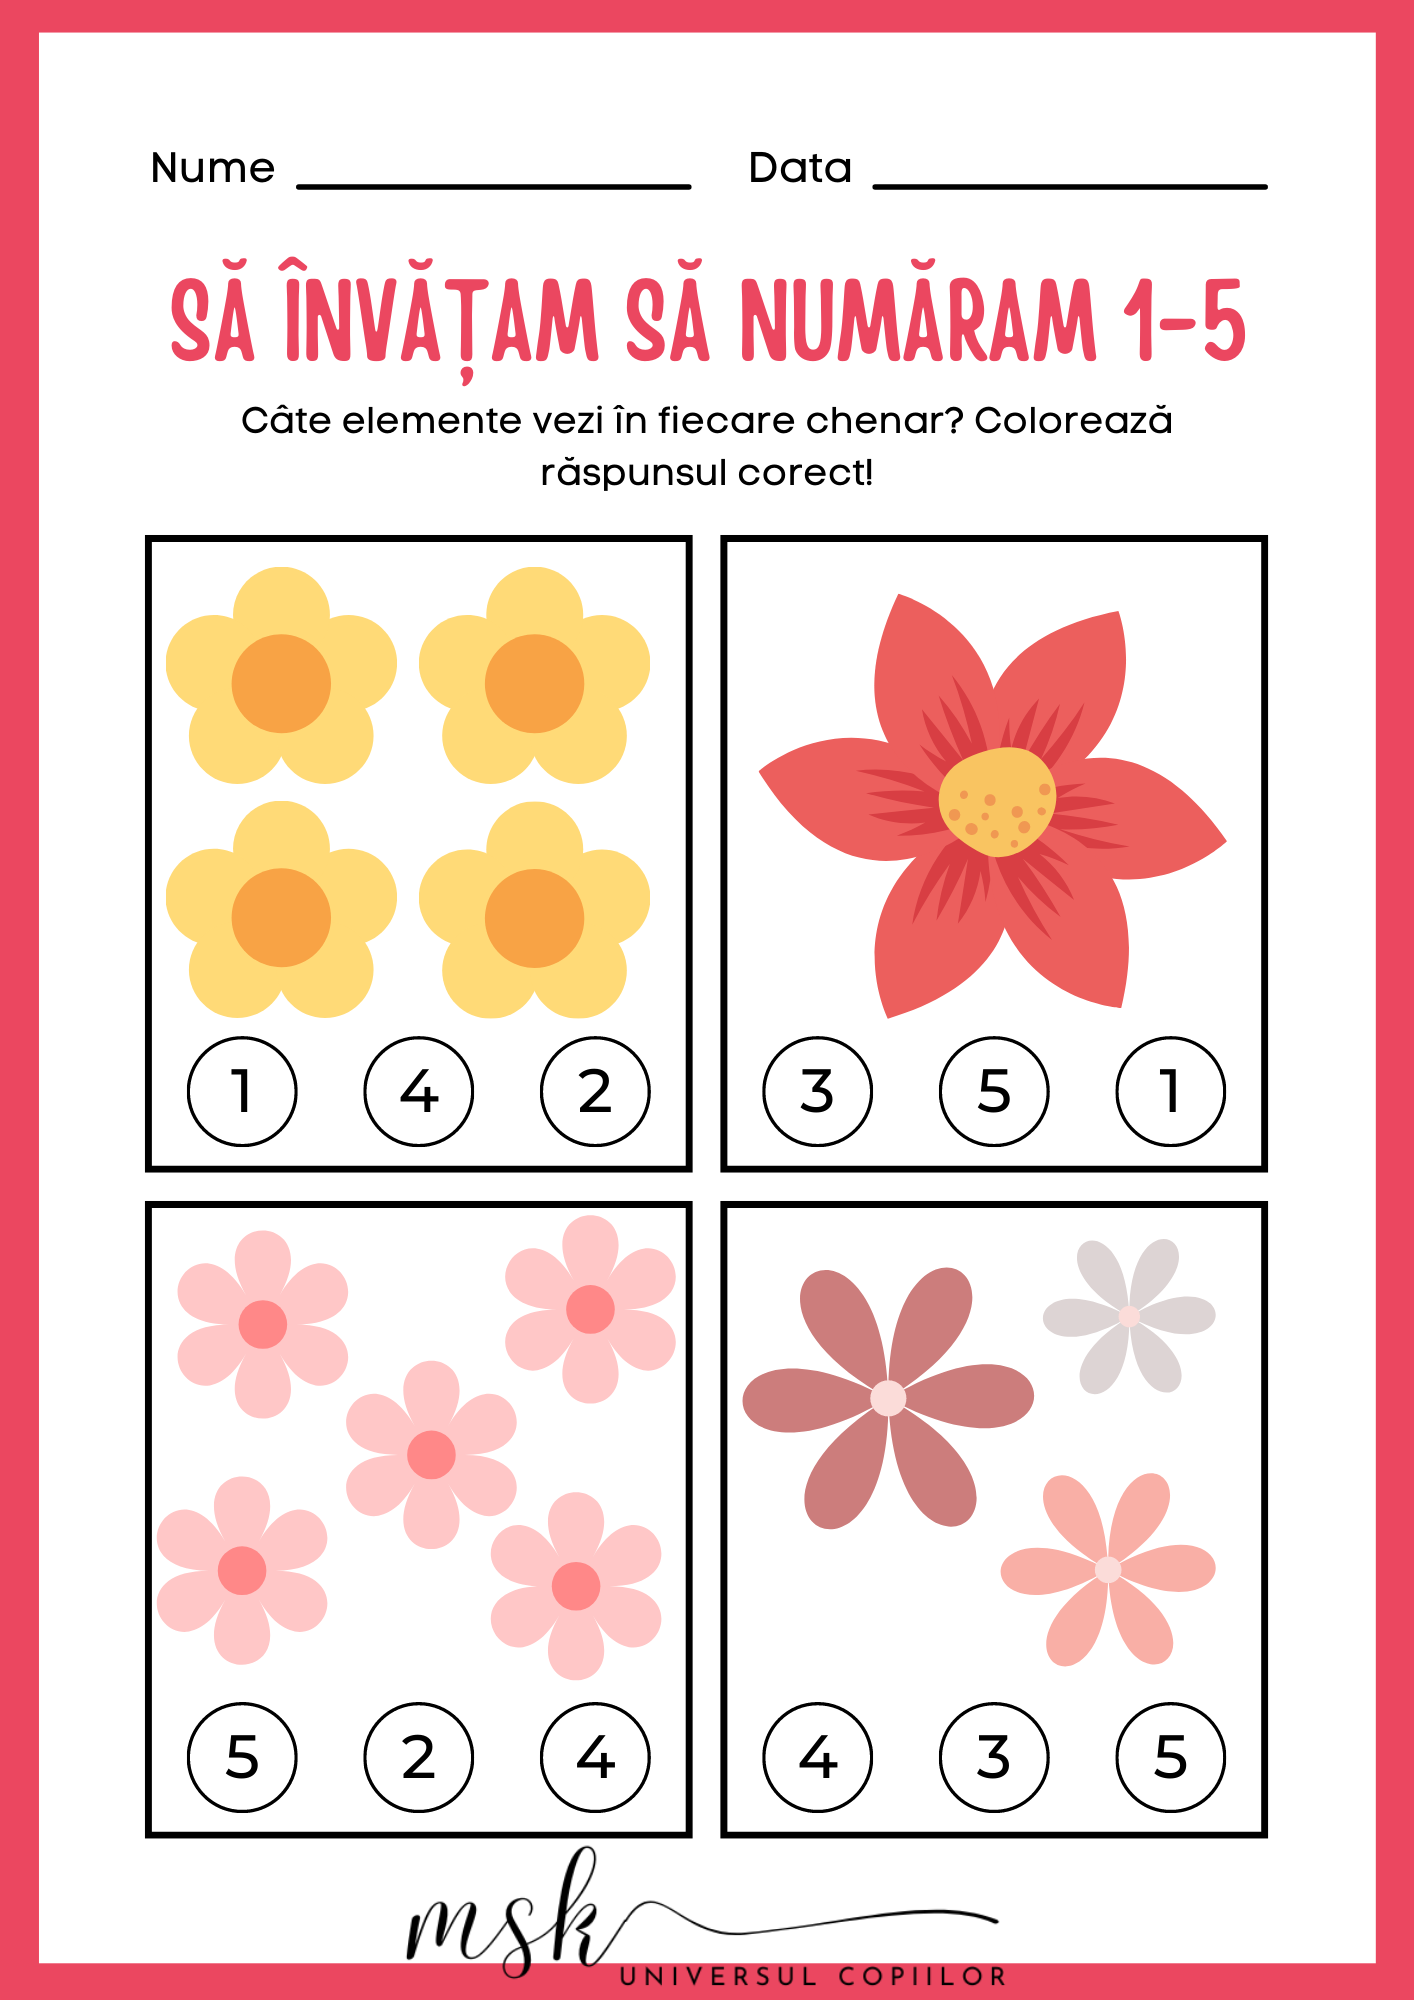 Nume Data
SĂ ÎNVĂȚAM SĂ NUMĂRAM 1-5
Câte elemente vezi în fiecare chenar? Colorează
răspunsul corect!
1 4 2
3 5 1
5 2 4
4 3 5
msk
UNIVERSUL COPIILOR